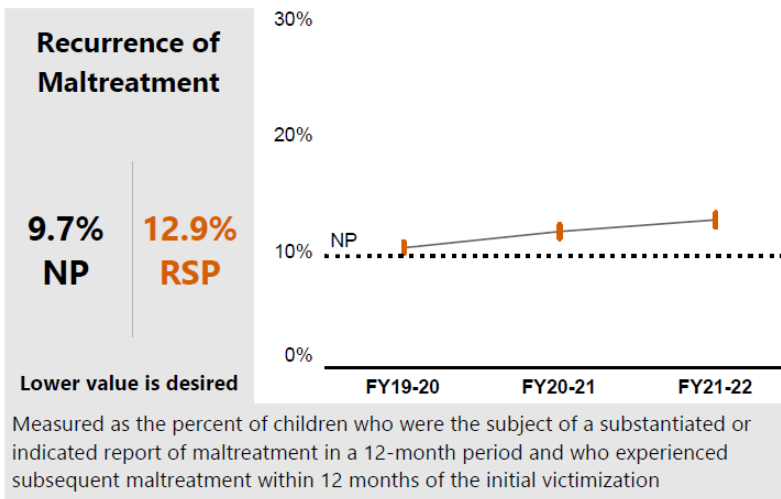 Recurrence of
Maltreatment
9.7%
NP
12.9%
RSP
Lower value is desired
30%
20%
10%
0%
NP
FY19-20
FY20-21
FY21-22
Measured as the percent of children who were the subject of a substantiated or
indicated report of maltreatment in a 12-month period and who experienced
subsequent maltreatment within 12 months of the initial victimization